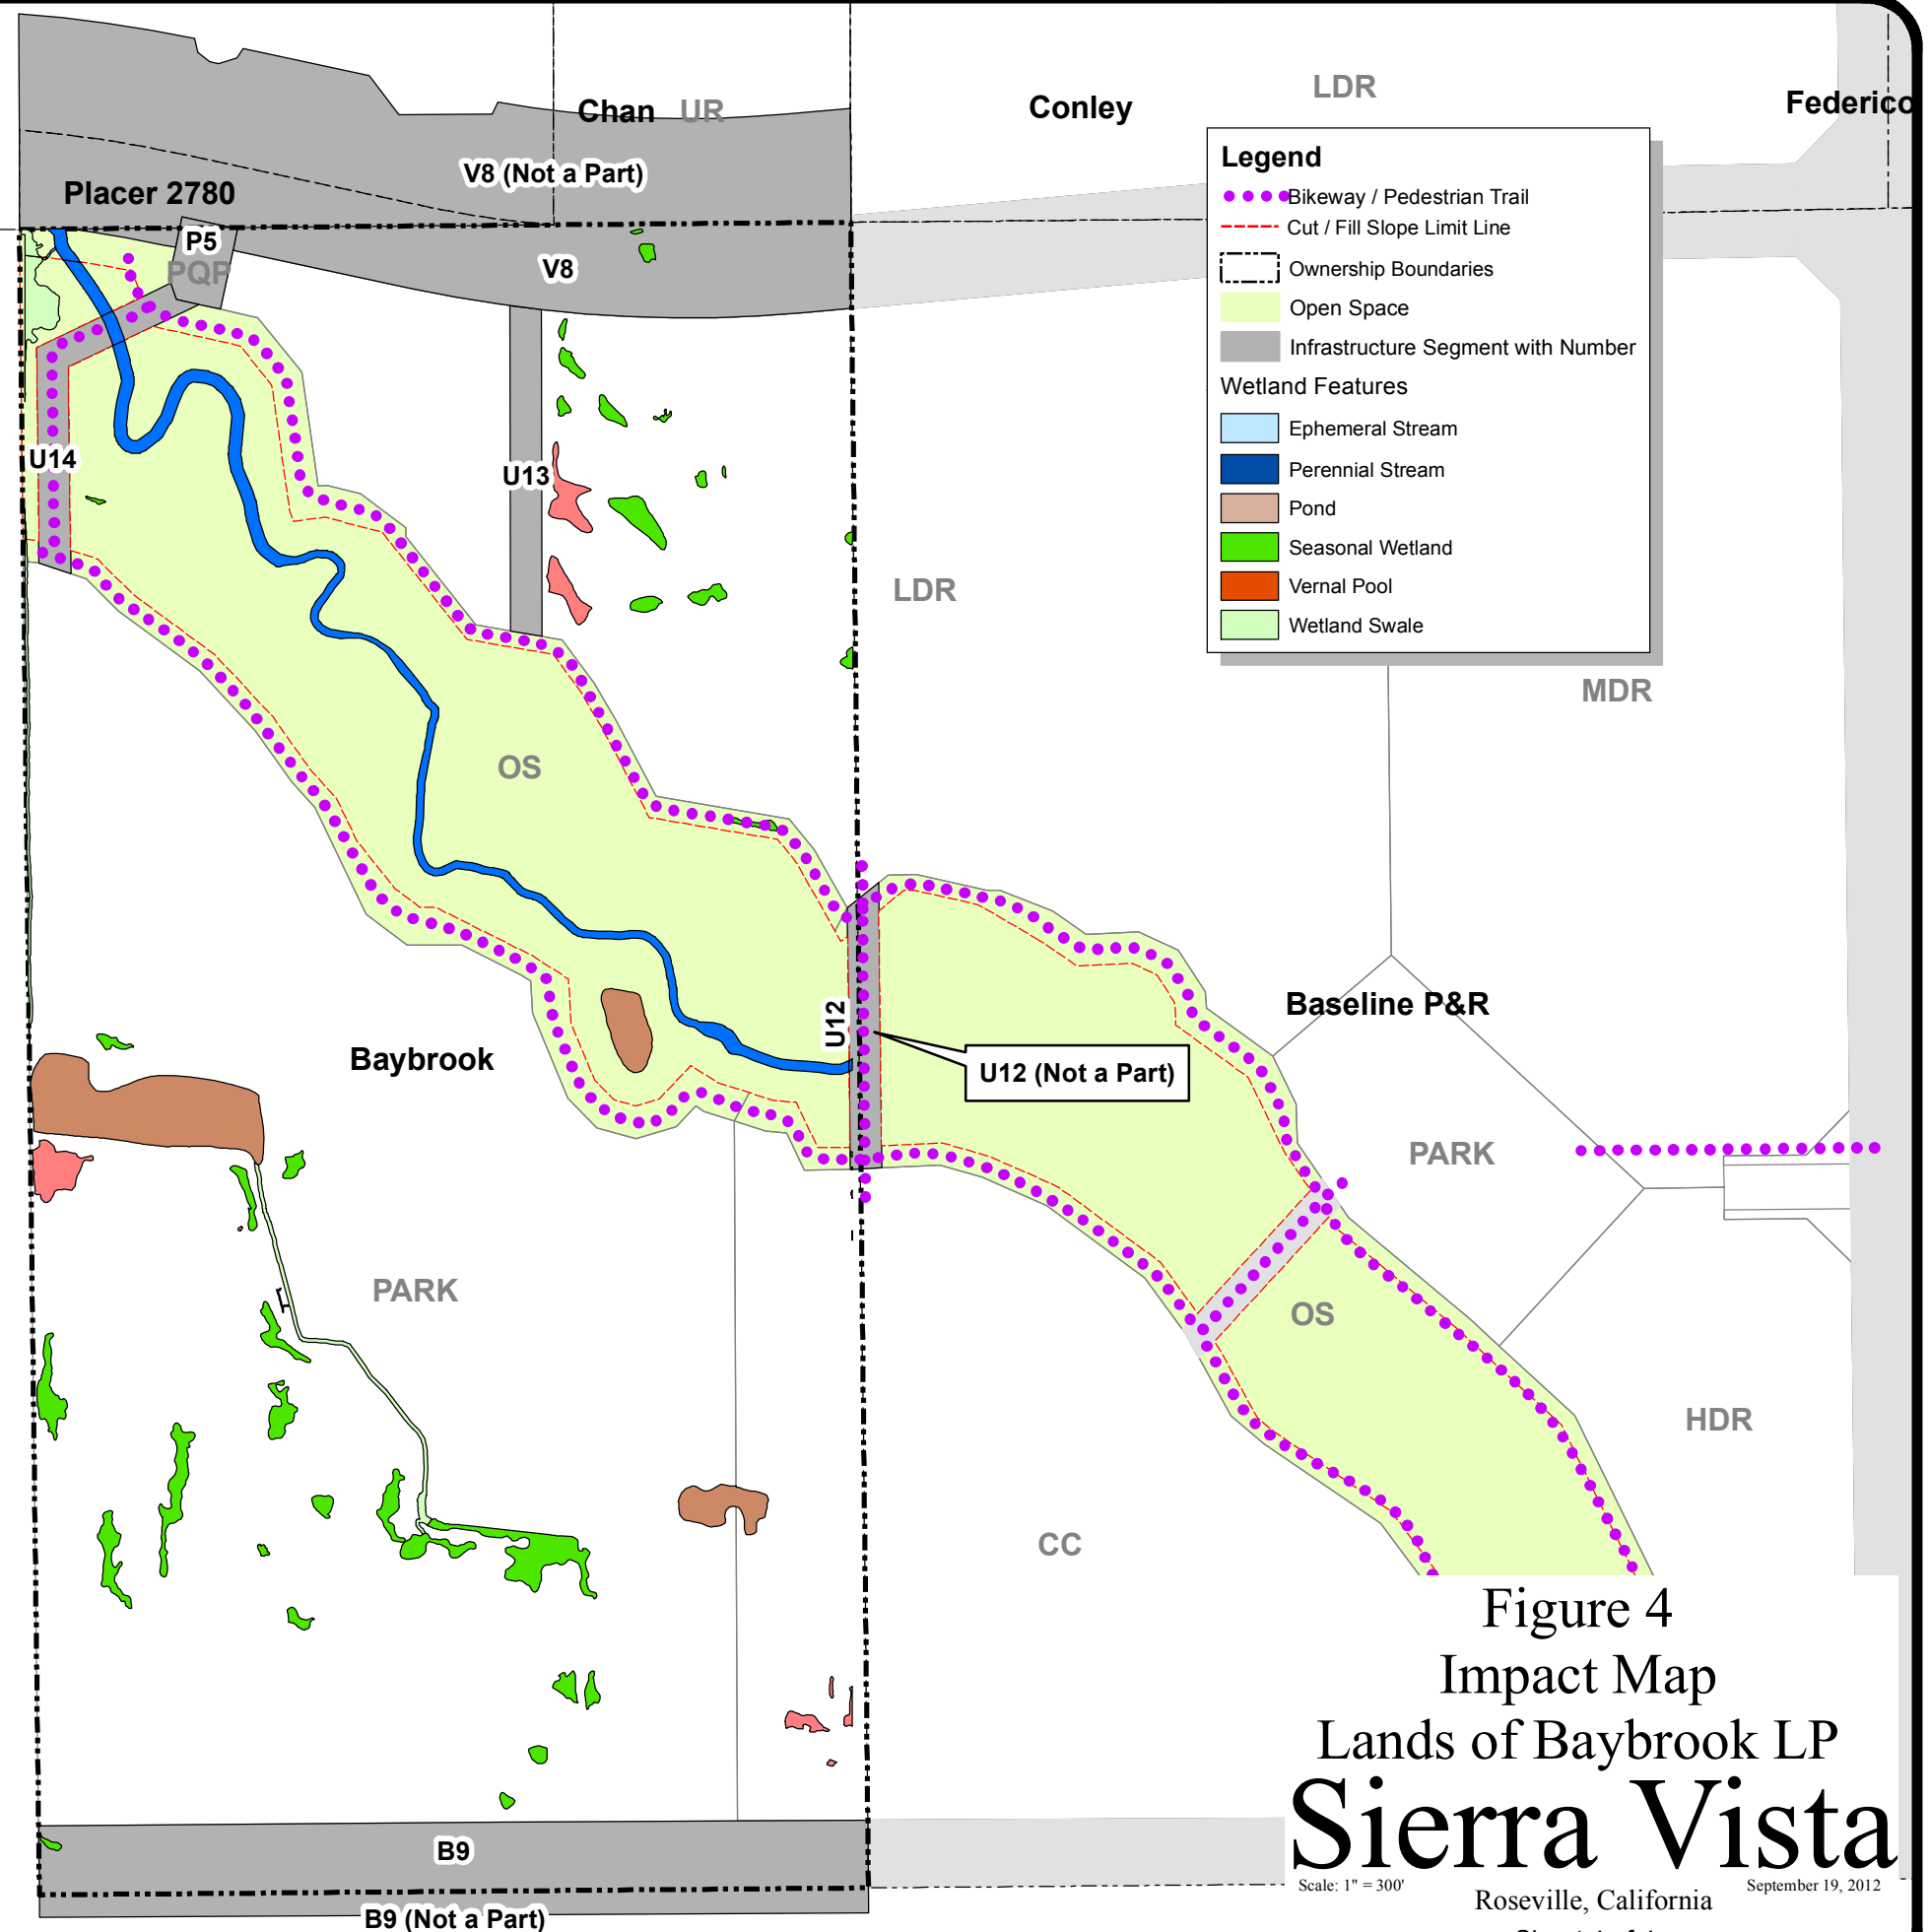 LDR
Chan UR
Conley
Federico
V8 (Not a Part)
Placer 2780
P5
PQP
V8
Legend
Bikeway / Pedestrian Trail
Cut / Fill Slope Limit Line
Ownership Boundaries
Open Space
Infrastructure Segment with Number
Wetland Features
Ephemeral Stream
Perennial Stream
Pond
Seasonal Wetland
Vernal Pool
Wetland Swale
U14
U13
LDR
MDR
OS
Baseline P&R
U12
Baybrook
U12 (Not a Part)
PARK
PARK
OS
HDR
CC
Figure 4
Impact Map
Lands of Baybrook LP
Sierra Vista
Scale: 1" = 300'
September 19, 2012
Roseville, California
B9
B9 (Not a Part)